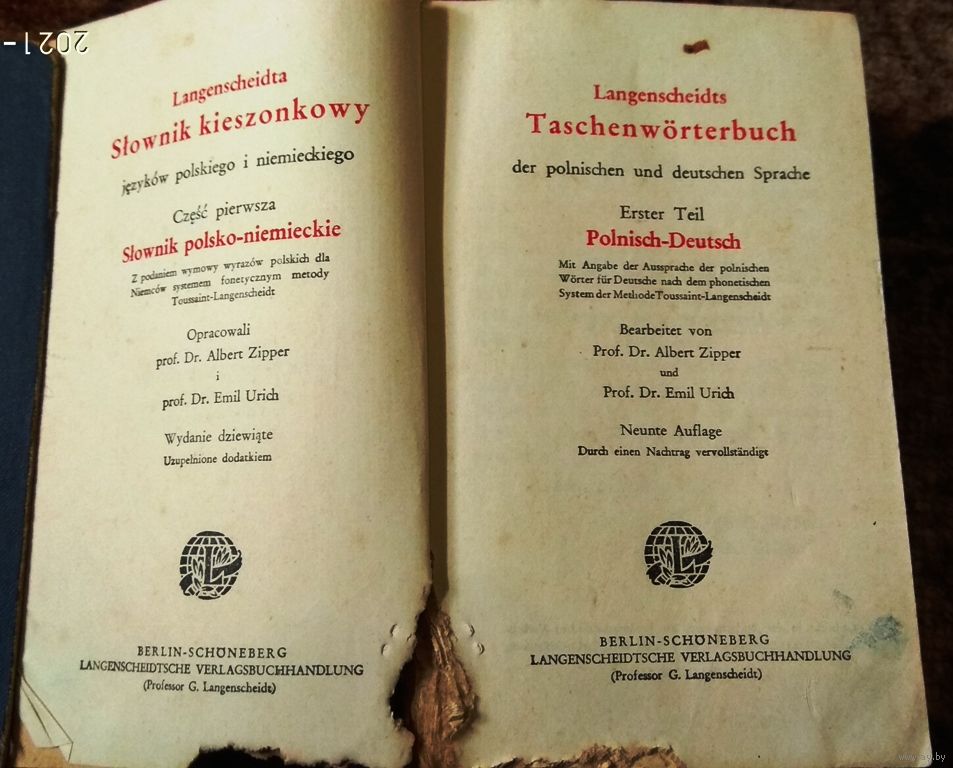 2021-
Langenscheidta
Słownik kieszonkowy
języków polskiego i niemieckiego
Część pierwsza
Słownik polsko-niemieckie
Z podaniem wymowy wyrazów polskich dla
Niemców systemem fonetycznym metody
Toussaint-Langenscheidt
Opracowali
prof. Dr. Albert Zipper
i
prof. Dr. Emil Urich
Wydanie dziewiąte
Uzupełnione dodatkiem
L
BERLIN-SCHÖNEBERG
LANGENSCHEIDTSCHE VERLAGSBUCHHANDLUNG
(Professor G. Langenscheidt)
Langenscheidts
Taschenwörterbuch
der polnischen und deutschen Sprache
Erster Teil
Polnisch-Deutsch
Mit Angabe der Aussprache der polnischen
Wörter für Deutsche nach dem phonetischen
System der Methode Toussaint-Langenscheidt
Bearbeitet von
Prof. Dr. Albert Zipper
und
Prof. Dr. Emil Urich
Neunte Auflage
Durch einen Nachtrag vervollständigt
L
BERLIN-SCHÖNEBERG
LANGENSCHEIDTSCHE VERLAGSBUCHHANDLUNG
(Professor G. Langenscheidt)